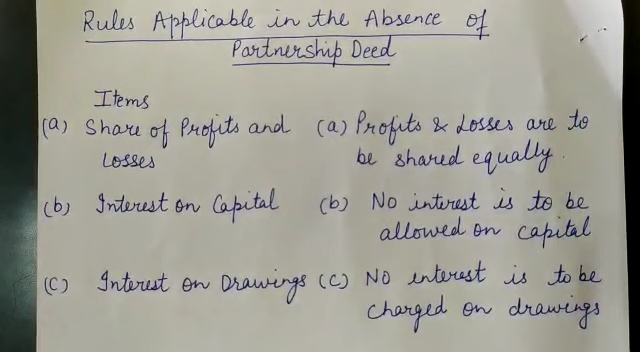 Rules Applicable in the Absence of
Partnership Deed
Items
(a) Share of Profits and
Losses
(a) Profits & Losses are to
be shared equally.
(b) Interest on Capital
(b) No interest is to be
allowed on capital
(C) Interest on Drawings
(C) No interest is to be
charged on drawings